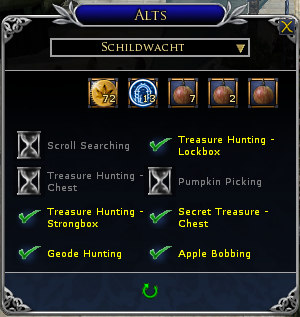 Alts
Schildwacht
72
13
7
2
Scroll Searching
Treasure Hunting -
Lockbox
Treasure Hunting -
Chest
Pumpkin Picking
Treasure Hunting -
Strongbox
Secret Treasure -
Chest
Geode Hunting
Apple Bobbing